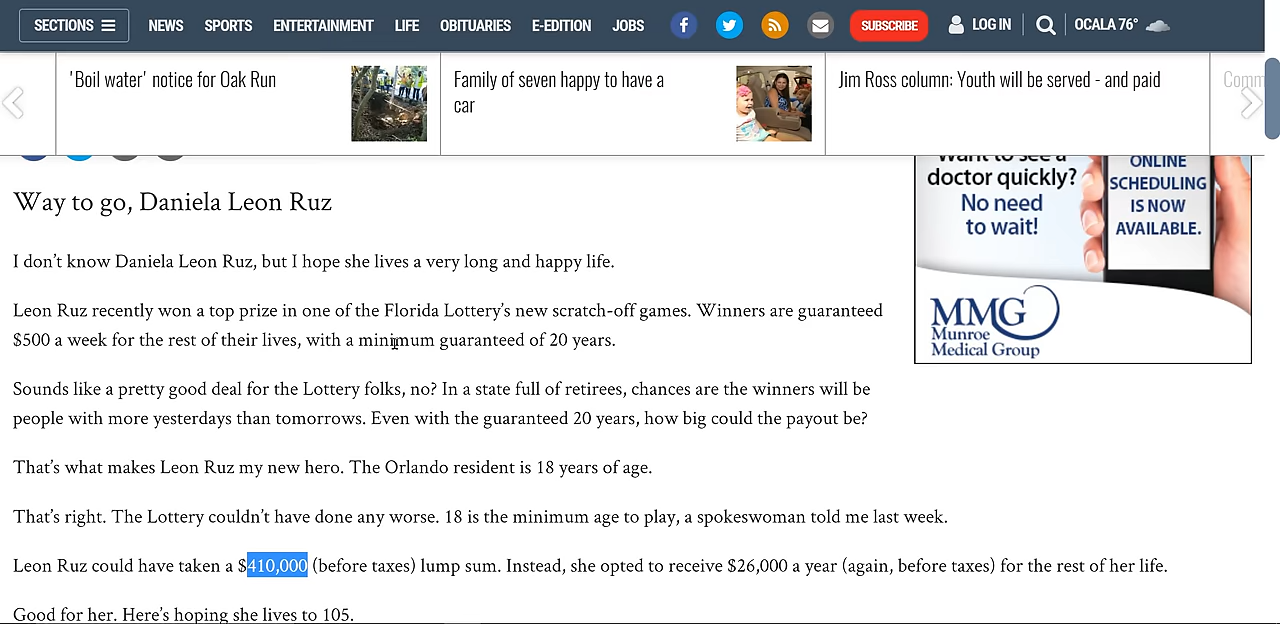 SECTIONS NEWS SPORTS ENTERTAINMENT LIFE OBITUARIES E-EDITION JOBS SUBSCRIBE LOG IN OCALA 76°
'Boil water' notice for Oak Run
Family of seven happy to have a
car
Jim Ross column: Youth will be served - and paid
Comm
Want to see a
doctor quickly?
No need
to wait!
ONLINE
SCHEDULING
IS NOW
AVAILABLE.
MMG
Munroe
Medical Group
Way to go, Daniela Leon Ruz
I don’t know Daniela Leon Ruz, but I hope she lives a very long and happy life.
Leon Ruz recently won a top prize in one of the Florida Lottery’s new scratch-off games. Winners are guaranteed
$500 a week for the rest of their lives, with a minimum guaranteed of 20 years.
Sounds like a pretty good deal for the Lottery folks, no? In a state full of retirees, chances are the winners will be
people with more yesterdays than tomorrows. Even with the guaranteed 20 years, how big could the payout be?
That’s what makes Leon Ruz my new hero. The Orlando resident is 18 years of age.
That’s right. The Lottery couldn’t have done any worse. 18 is the minimum age to play, a spokeswoman told me last week.
Leon Ruz could have taken a $410,000 (before taxes) lump sum. Instead, she opted to receive $26,000 a year (again, before taxes) for the rest of her life.
Good for her. Here’s hoping she lives to 105.